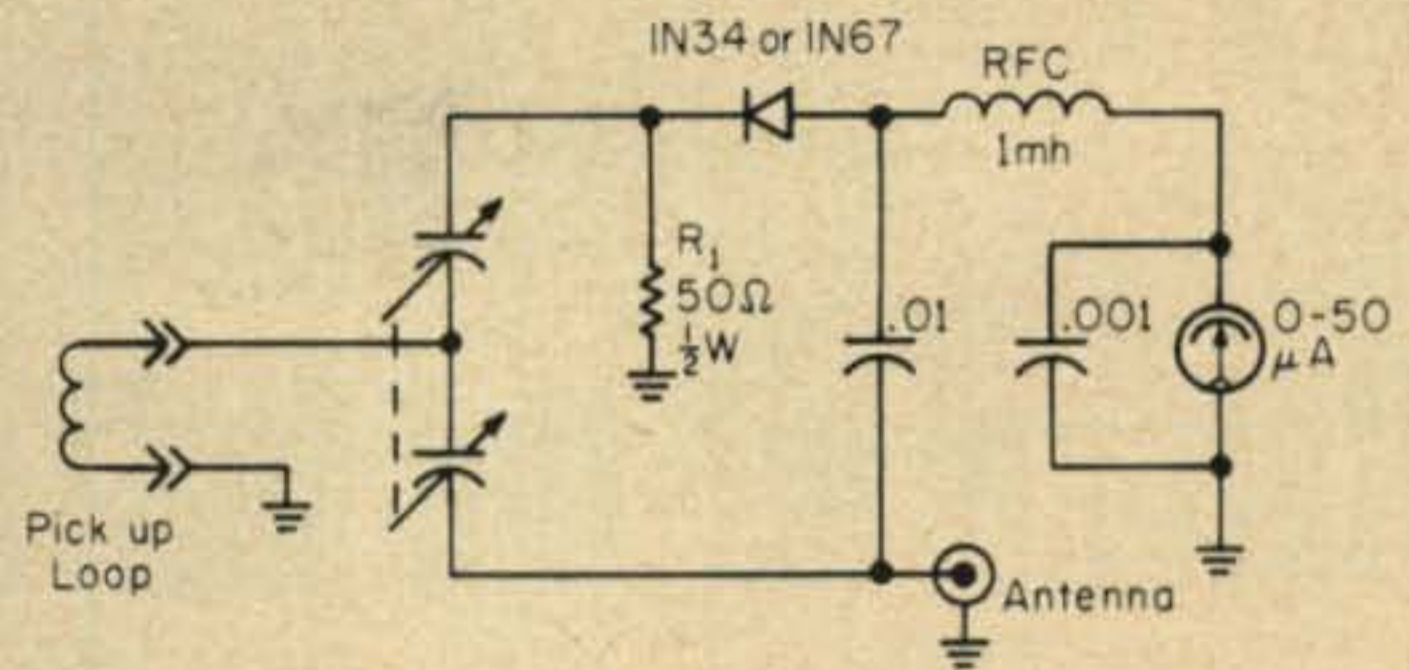 IN34 or IN67
RFC
1mh
R1
50Ω
½W
.01
.001
0-50
μA
Pick up
Loop
Antenna